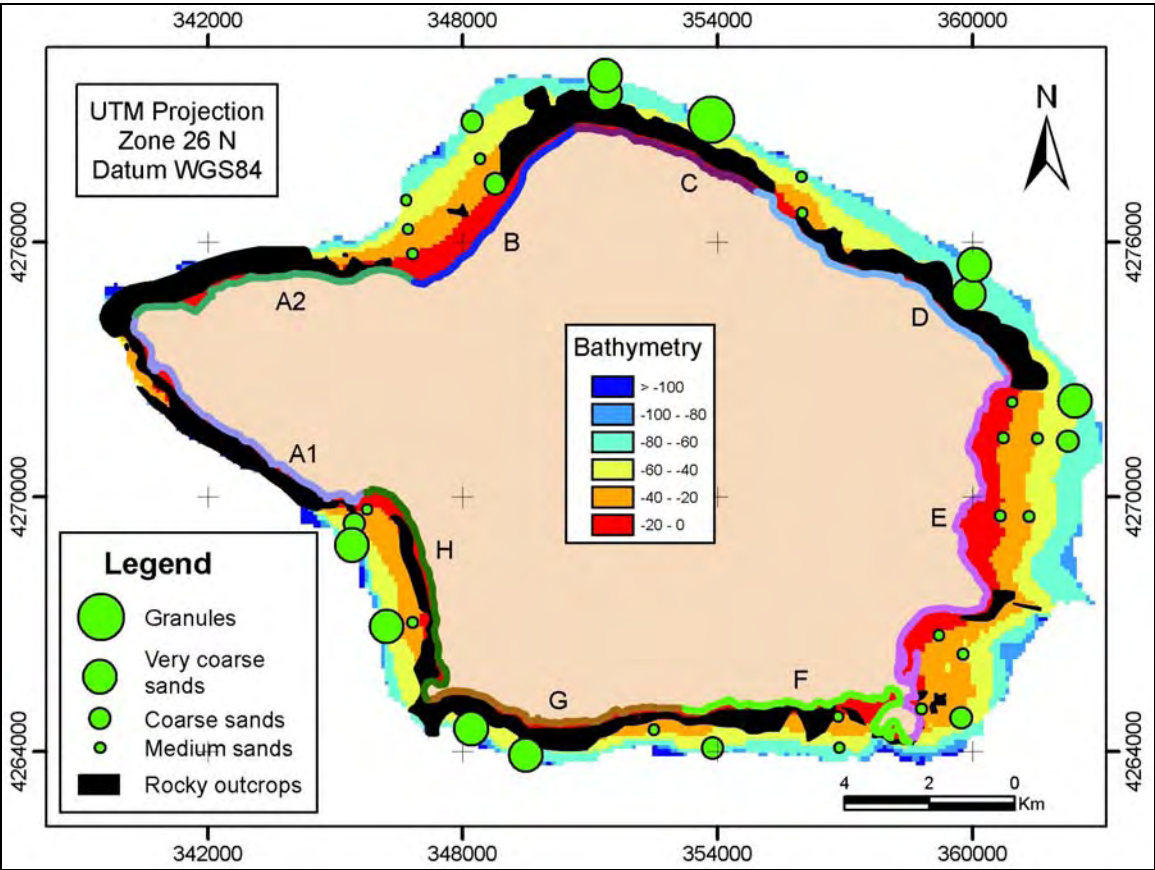 342000 348000 354000 360000
UTM Projection
Zone 26 N
Datum WGS84
N
4276000
4276000
C
B
A2
D
Bathymetry
> -100
-100 - -80
-80 - -60
-60 - -40
-40 - -20
-20 - 0
A1
4270000
4270000
E
H
Legend
Granules
Very coarse
sands
Coarse sands
Medium sands
Rocky outcrops
F
G
4264000
4264000
4 2 0
Km
342000 348000 354000 360000